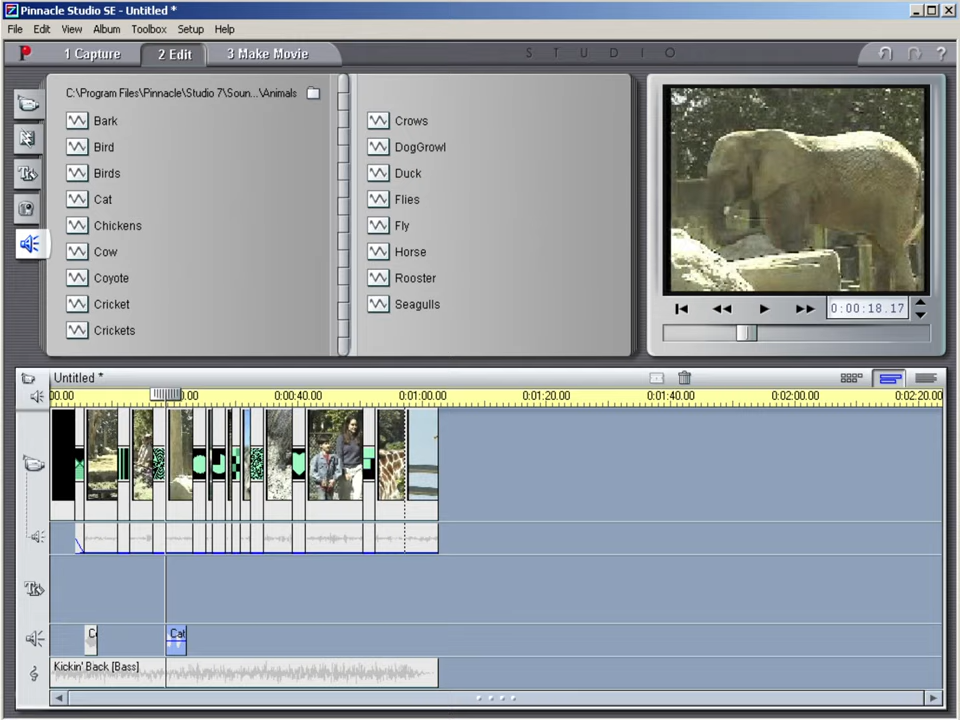 Pinnacle Studio SE - Untitled *
File Edit View Album Toolbox Setup Help
1 Capture 2 Edit 3 Make Movie S T U D I O ?
C:\Program Files\Pinnacle\Studio 7\Soun...\Animals
Bark
Bird
Birds
Cat
Chickens
Cow
Coyote
Cricket
Crickets
Crows
DogGrowl
Duck
Flies
Fly
Horse
Rooster
Seagulls
0:00:18.17
Untitled *
00.00 0.00 0:00:40.00 0:01:00.00 0:01:20.00 0:01:40.00 0:02:00.00 0:02:20.00
Cat
Kickin' Back [Bass]